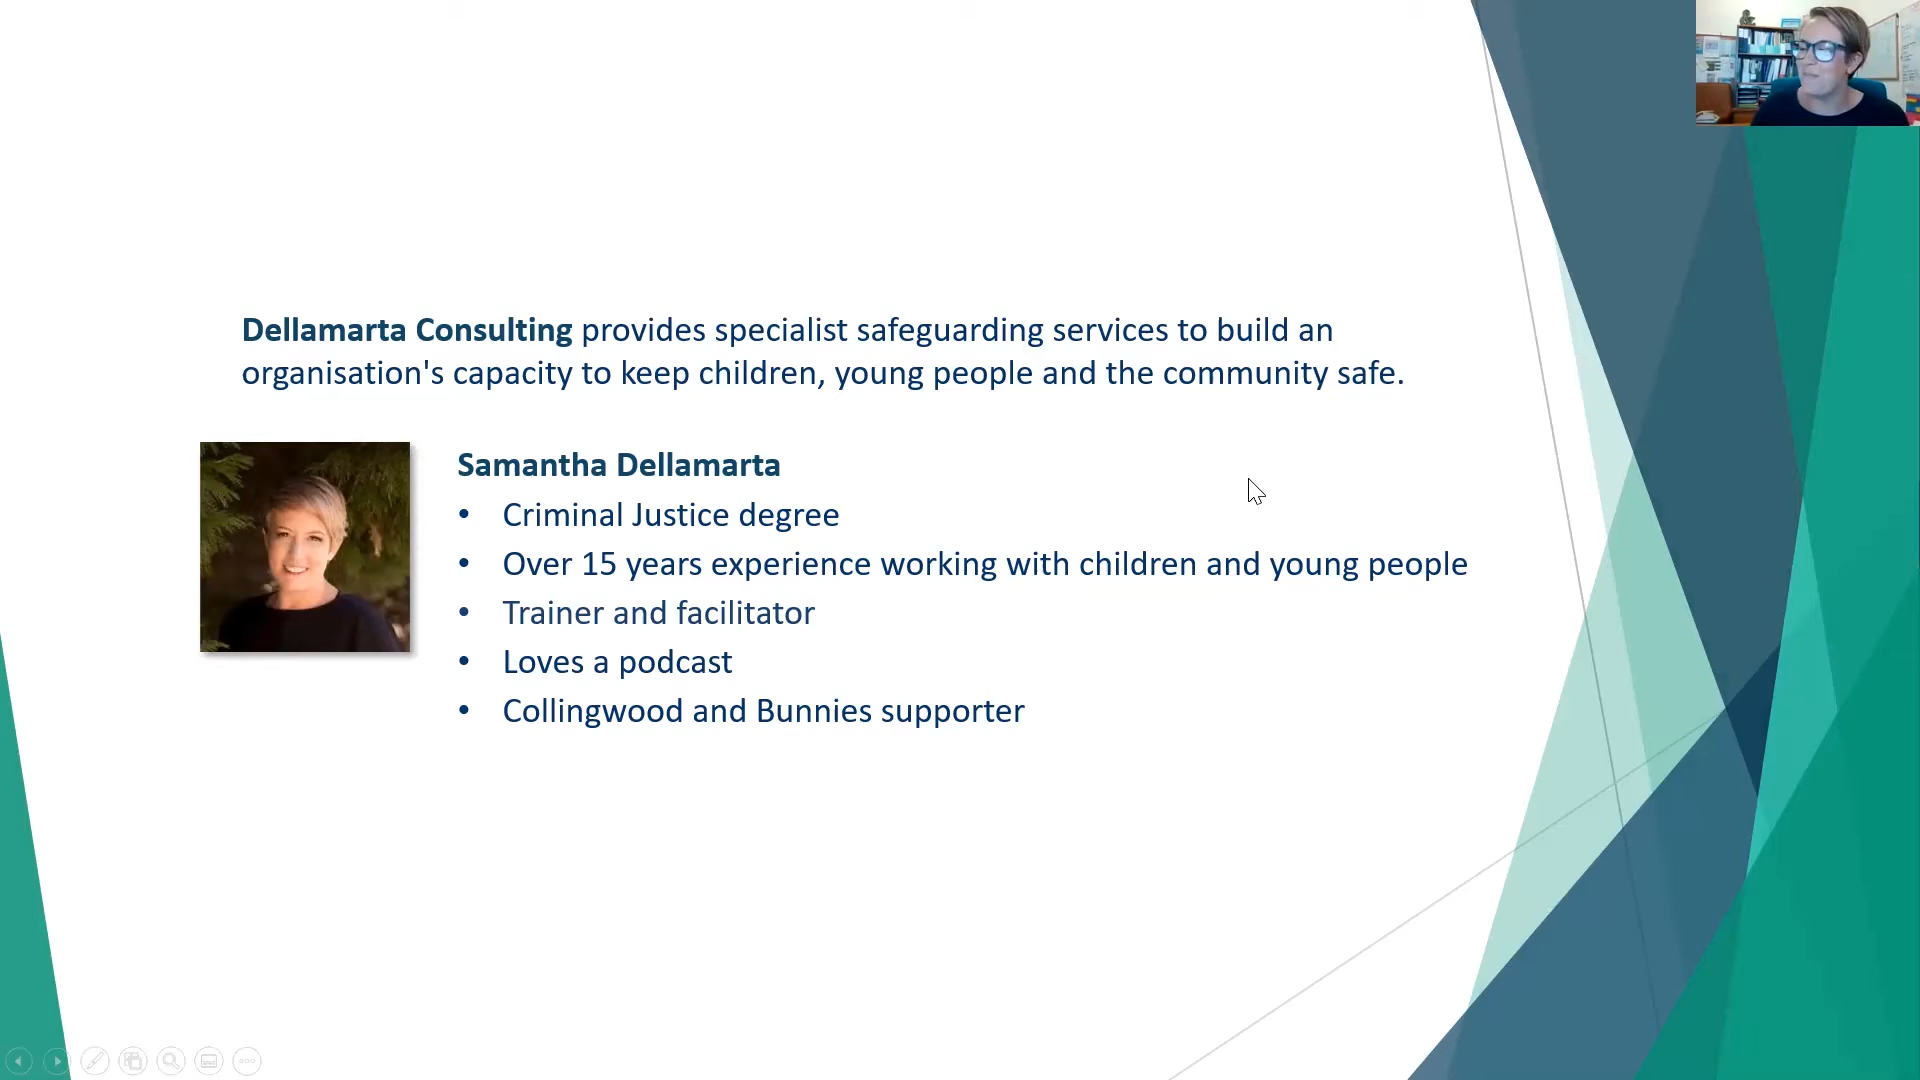 Dellamarta Consulting provides specialist safeguarding services to build an
organisation's capacity to keep children, young people and the community safe.
Samantha Dellamarta
• Criminal Justice degree
• Over 15 years experience working with children and young people
• Trainer and facilitator
• Loves a podcast
• Collingwood and Bunnies supporter